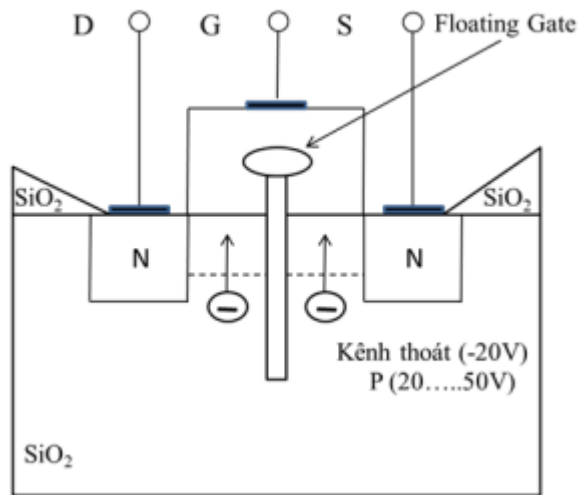 D G S Floating Gate
SiO2 SiO2
N N
Kênh thoát (-20V)
P (20…..50V)
SiO2